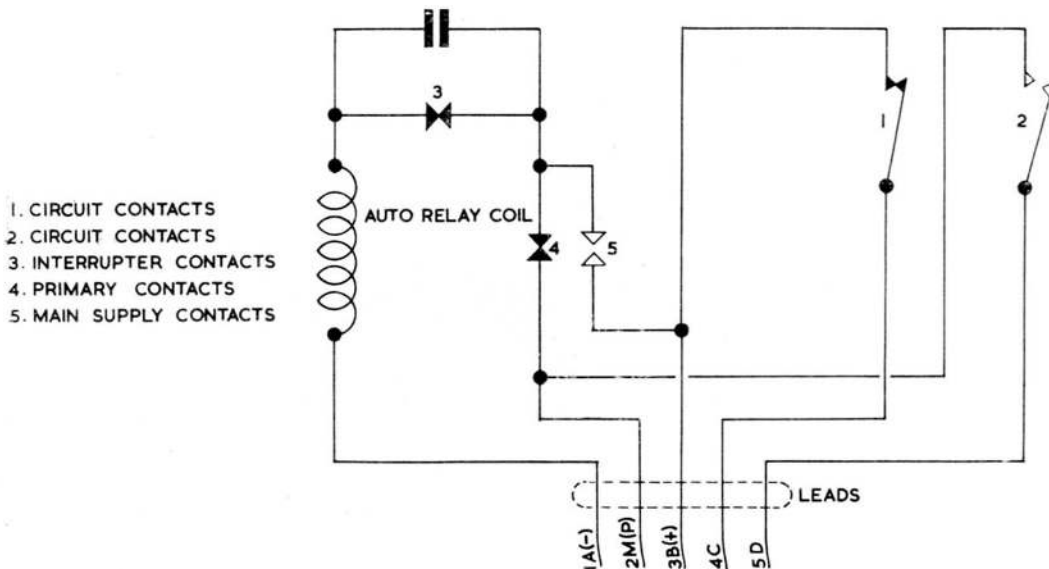 3
1
2
1. CIRCUIT CONTACTS
2. CIRCUIT CONTACTS
3. INTERRUPTER CONTACTS
4. PRIMARY CONTACTS
5. MAIN SUPPLY CONTACTS
AUTO RELAY COIL
4
5
LEADS
1A(-)
2M(P)
3B(+)
4C
5D